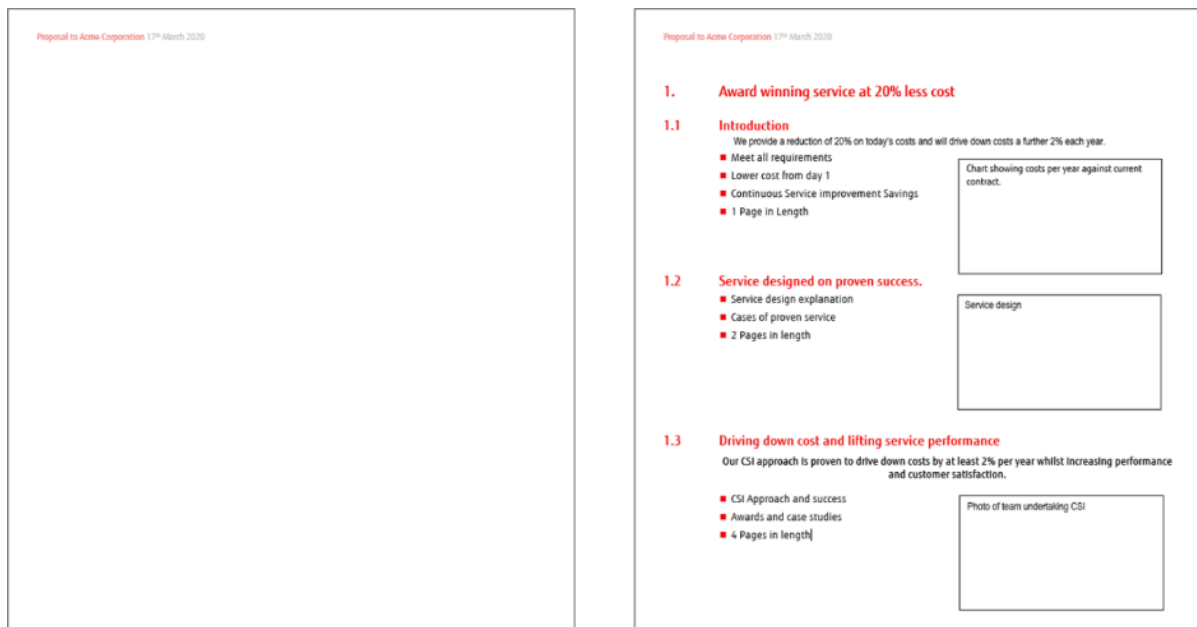 Proposal to Acme Corporation 17th March 2020
Proposal to Acme Corporation 17th March 2020
1. Award winning service at 20% less cost
1.1 Introduction
We provide a reduction of 20% on today's costs and will drive down costs a further 2% each year.
Meet all requirements
Lower cost from day 1
Continuous Service improvement Savings
1 Page in Length
Chart showing costs per year against current
contract.
1.2 Service designed on proven success.
Service design explanation
Cases of proven service
2 Pages in length
Service design
1.3 Driving down cost and lifting service performance
Our CSI approach is proven to drive down costs by at least 2% per year whilst increasing performance
and customer satisfaction.
CSI Approach and success
Awards and case studies
4 Pages in length
Photo of team undertaking CSI